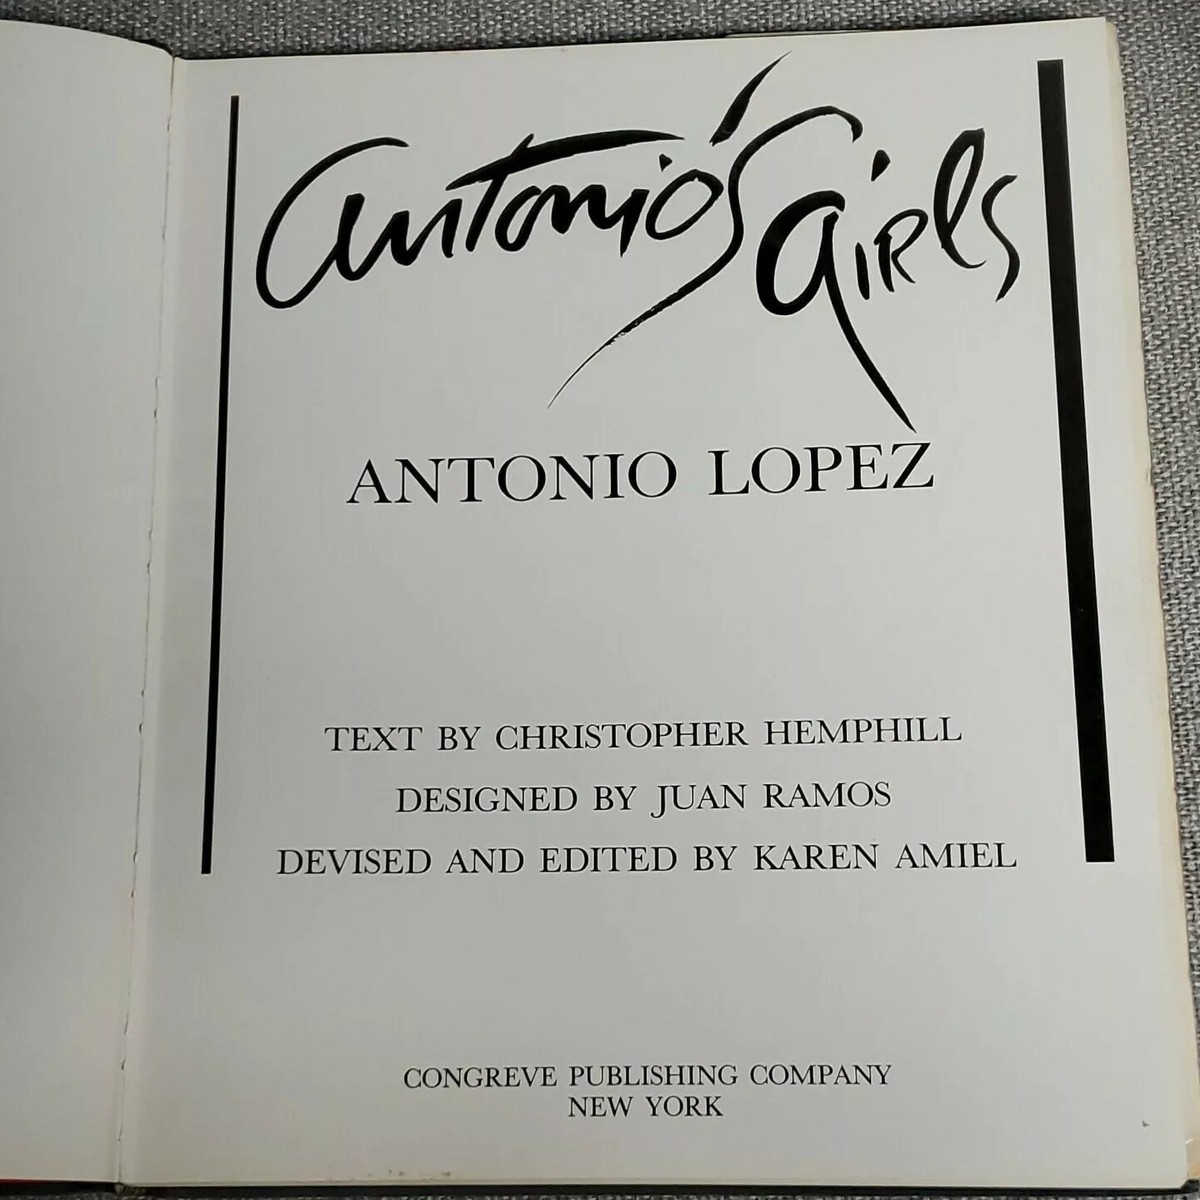 Antonio's Girls
ANTONIO LOPEZ
TEXT BY CHRISTOPHER HEMPHILL
DESIGNED BY JUAN RAMOS
DEVISED AND EDITED BY KAREN AMIEL
CONGREVE PUBLISHING COMPANY
NEW YORK